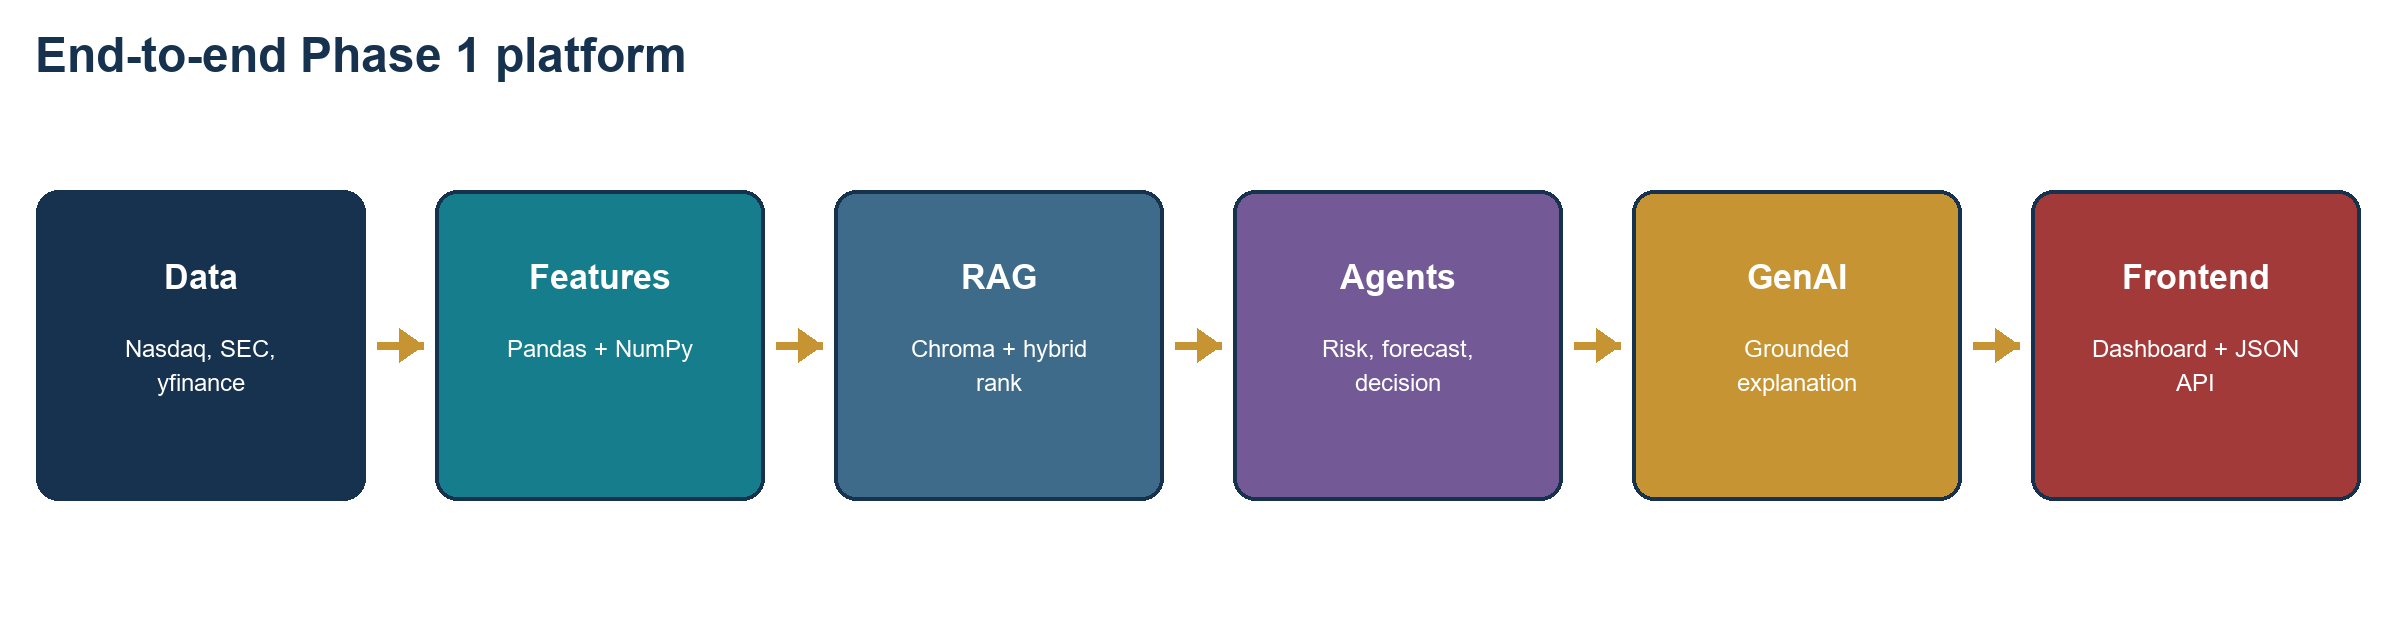 End-to-end Phase 1 platform
Data
Nasdaq, SEC,
yfinance
Features
Pandas + NumPy
RAG
Chroma + hybrid
rank
Agents
Risk, forecast,
decision
GenAI
Grounded
explanation
Frontend
Dashboard + JSON
API